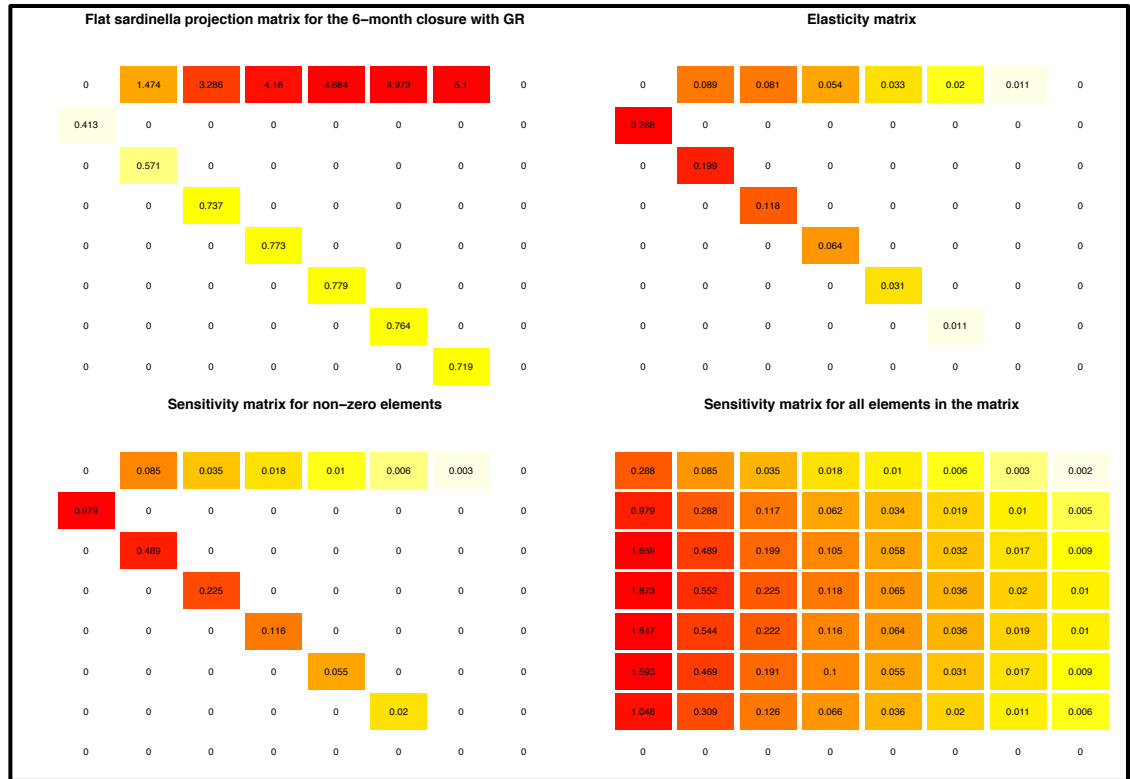 Flat sardinella projection matrix for the 6−month closure with GR
0 1.474 3.286 4.16 4.684 4.973 5.1 0
0.413 0 0 0 0 0 0 0
0 0.571 0 0 0 0 0 0
0 0 0.737 0 0 0 0 0
0 0 0 0.773 0 0 0 0
0 0 0 0 0.779 0 0 0
0 0 0 0 0 0.764 0 0
0 0 0 0 0 0 0.719 0
Elasticity matrix
0 0.089 0.081 0.054 0.033 0.02 0.011 0
0.288 0 0 0 0 0 0 0
0 0.199 0 0 0 0 0 0
0 0 0.118 0 0 0 0 0
0 0 0 0.064 0 0 0 0
0 0 0 0 0.031 0 0 0
0 0 0 0 0 0.011 0 0
0 0 0 0 0 0 0 0
Sensitivity matrix for non−zero elements
0 0.085 0.035 0.018 0.01 0.006 0.003 0
0.979 0 0 0 0 0 0 0
0 0.489 0 0 0 0 0 0
0 0 0.225 0 0 0 0 0
0 0 0 0.116 0 0 0 0
0 0 0 0 0.055 0 0 0
0 0 0 0 0 0.02 0 0
0 0 0 0 0 0 0 0
Sensitivity matrix for all elements in the matrix
0.288 0.085 0.035 0.018 0.01 0.006 0.003 0.002
0.979 0.288 0.117 0.062 0.034 0.019 0.01 0.005
1.659 0.489 0.199 0.105 0.058 0.032 0.017 0.009
1.873 0.552 0.225 0.118 0.065 0.036 0.02 0.01
1.847 0.544 0.222 0.116 0.064 0.036 0.019 0.01
1.593 0.469 0.191 0.1 0.055 0.031 0.017 0.009
1.048 0.309 0.126 0.066 0.036 0.02 0.011 0.006
0 0 0 0 0 0 0 0